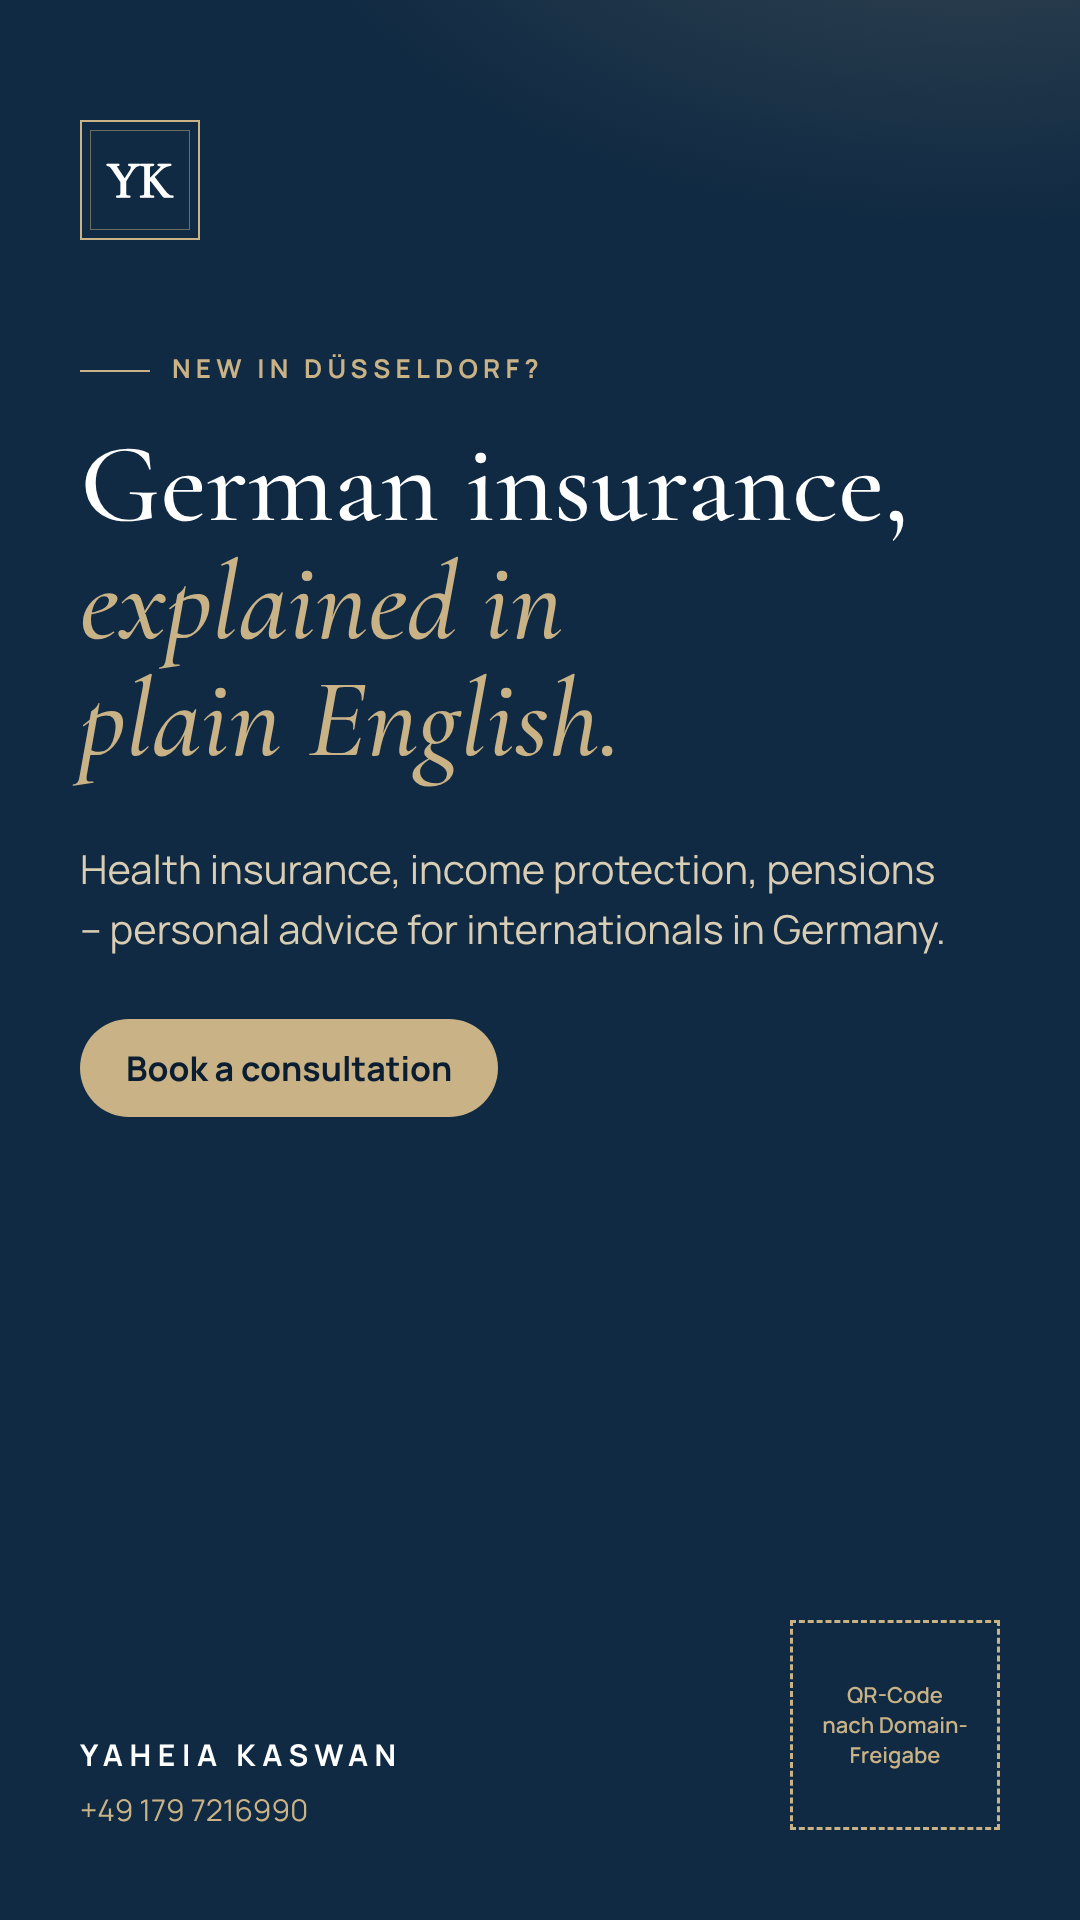 YK
NEW IN DÜSSELDORF?
German insurance,
explained in
plain English.
Health insurance, income protection, pensions
– personal advice for internationals in Germany.
Book a consultation
QR-Code
nach Domain-
Freigabe
YAHEIA KASWAN
+49 179 7216990